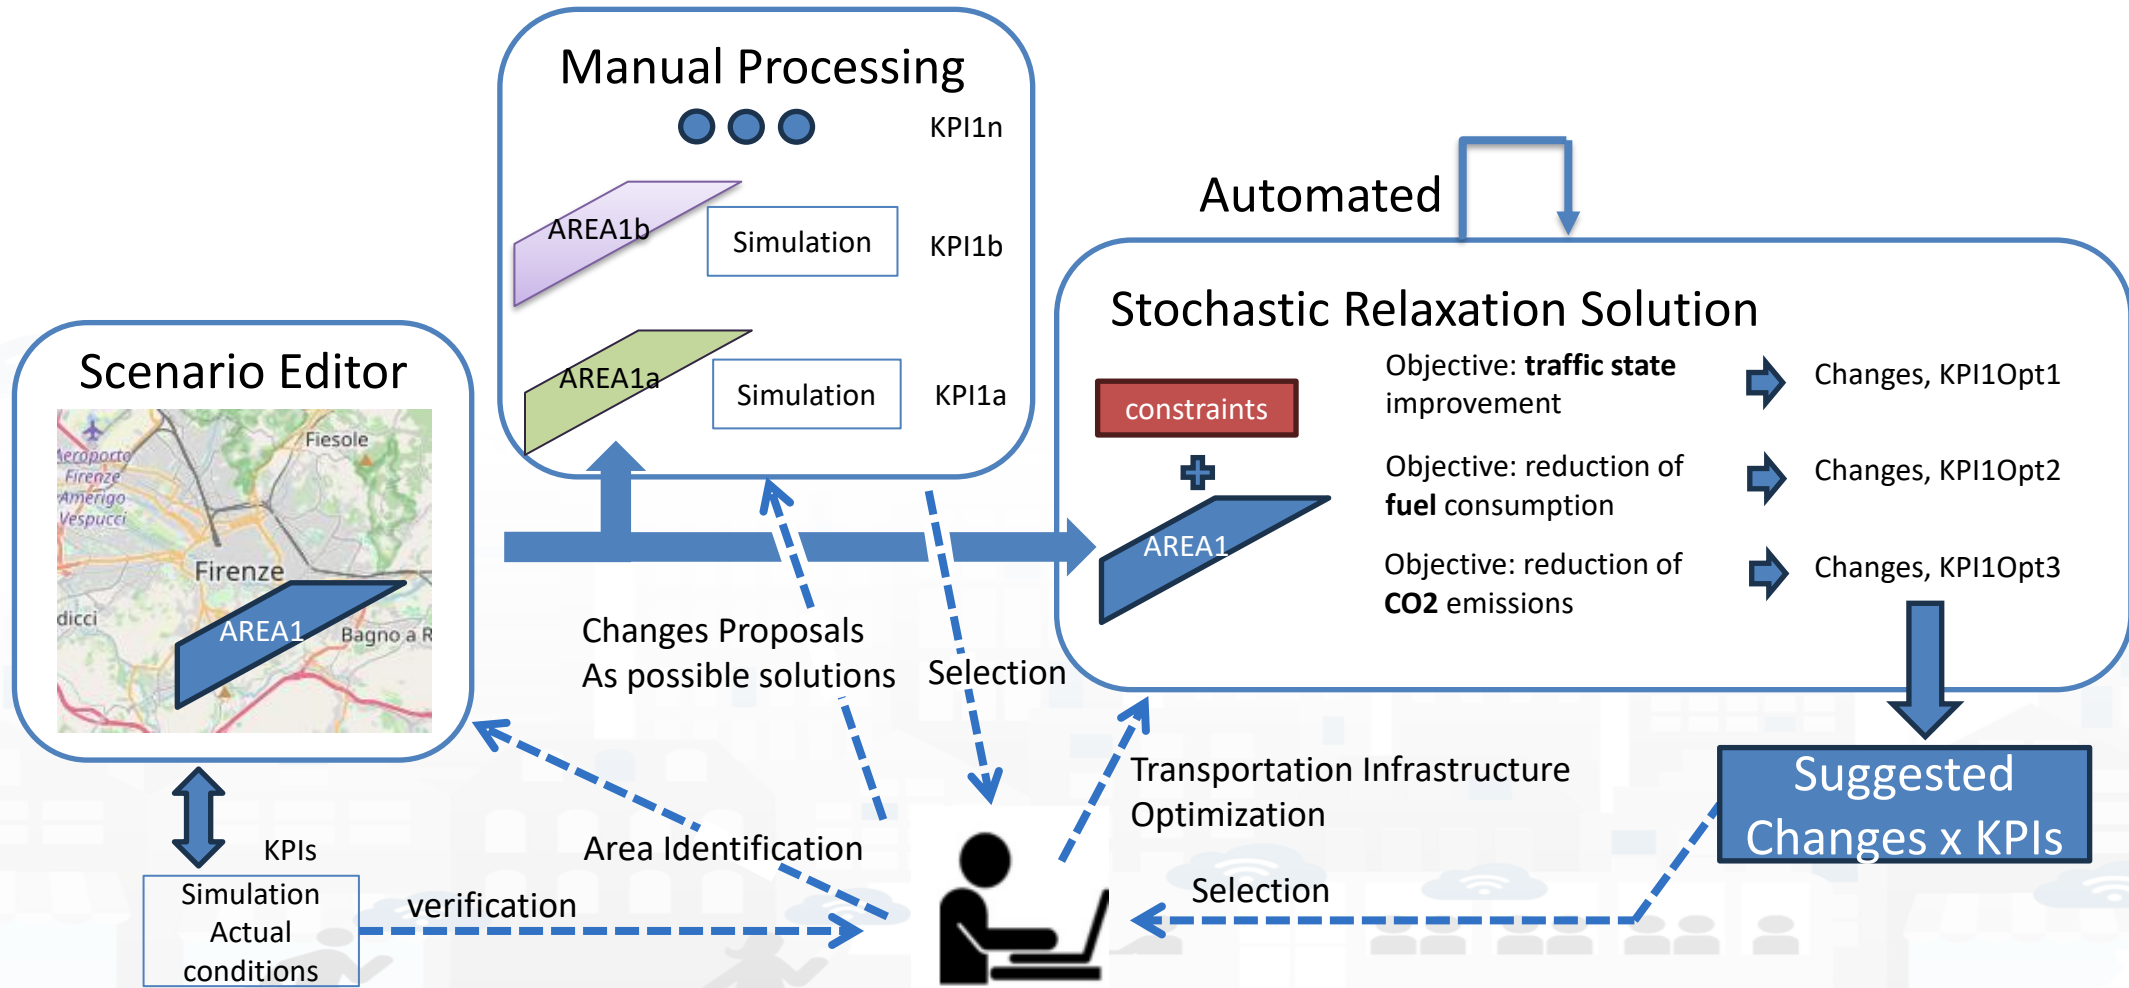 Manual Processing
KPI1n
AREA1b
Simulation
KPI1b
AREA1a
Simulation
KPI1a
Automated
Stochastic Relaxation Solution
constraints
AREA1
Objective: traffic state
improvement
Changes, KPI1Opt1
Objective: reduction of
fuel consumption
Changes, KPI1Opt2
Objective: reduction of
CO2 emissions
Changes, KPI1Opt3
Scenario Editor
Fiesole
Aeroporto
Firenze
Amerigo
Vespucci
Firenze
dicci
AREA1
Bagno a R
Changes Proposals
As possible solutions
Selection
Transportation Infrastructure
Optimization
Suggested
Changes x KPIs
KPIs
Simulation
Actual
conditions
verification
Area Identification
Selection